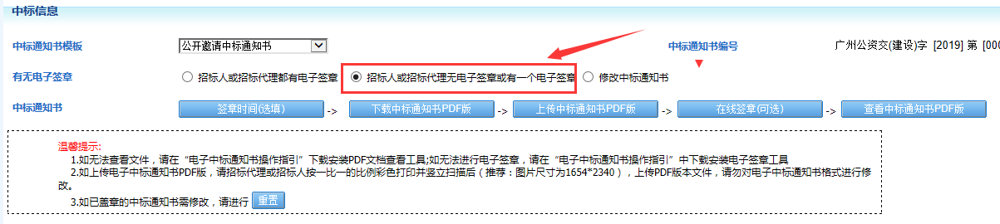 中标信息
中标通知书模板 公开邀请中标通知书 中标通知书编号 广州公资交(建设)字 [2019] 第 [000
有无电子签章 招标人或招标代理都有电子签章 招标人或招标代理无电子签章或有一个电子签章 修改中标通知书
中标通知书 签章时间(选填) -> 下载中标通知书PDF版 -> 上传中标通知书PDF版 -> 在线签章(可选) -> 查看中标通知书PDF版
温馨提示:
1.如无法查看文件，请在“电子中标通知书操作指引”下载安装PDF文档查看工具;如无法进行电子签章，请在“电子中标通知书操作指引”中下载安装电子签章工具
2.如上传电子中标通知书PDF版，请招标代理或招标人按一比一的比例彩色打印并竖立扫描后（推荐：图片尺寸为1654*2340），上传PDF版本文件，请勿对电子中标通知书格式进行修
改。
3.如已盖章的中标通知书需修改，请进行 重置